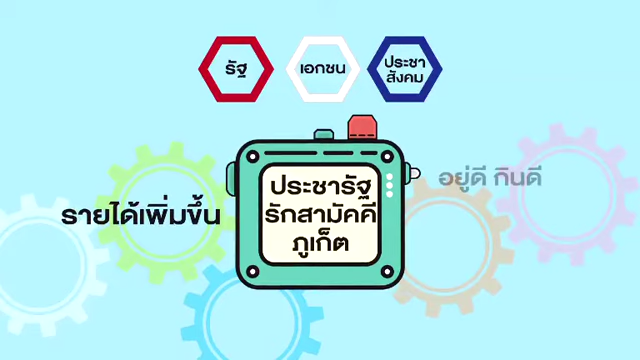 รัฐ
เอกชน
ประชา
สังคม
ประชารัฐ
รักสามัคคี
ภูเก็ต
รายได้เพิ่มขึ้น
อยู่ดี กินดี